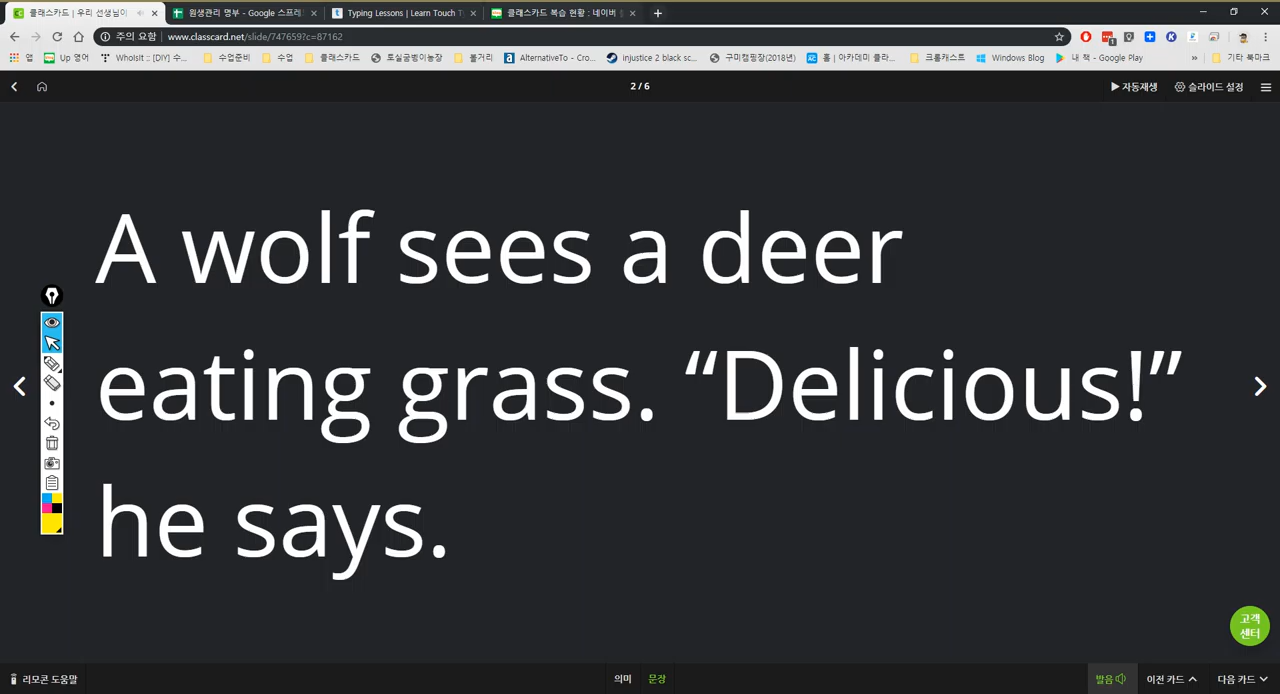 클래스카드 | 우리 선생님이
원생관리 명부 - Google 스프레
Typing Lessons | Learn Touch T
클래스카드 복습 현황 : 네이버
주의 요함 | www.classcard.net/slide/747659?c=87162
앱
Up 영어
WhoIsIt :: [DIY] 수...
수업준비
수업
클래스카드
토실굼벵이농장
볼거리
AlternativeTo - Cro...
injustice 2 black sc...
구미캠핑장(2018년)
홈 | 아카데미 클라...
크롬캐스트
Windows Blog
내 책 - Google Play
»
기타 북마크
2 / 6
자동재생
슬라이드 설정
A wolf sees a deer
eating grass. “Delicious!”
he says.
고객
센터
리모콘 도움말
의미
문장
발음
이전 카드
다음 카드